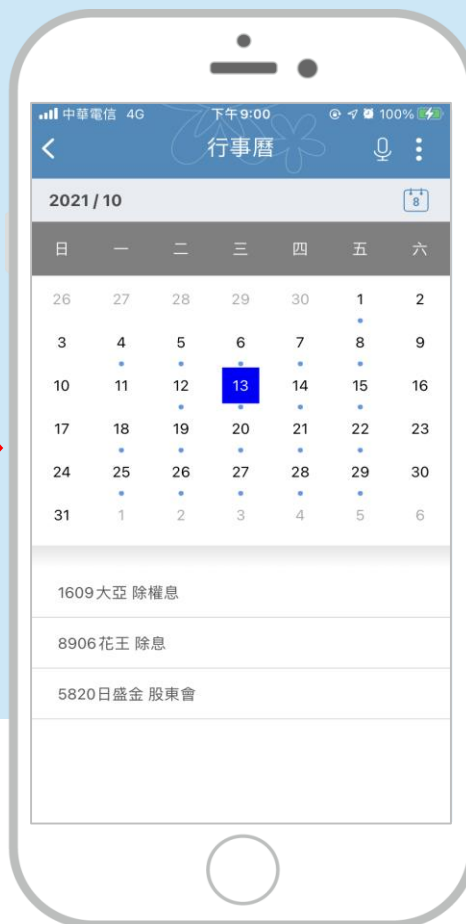 中華電信 4G 下午9:00 100%
行事曆
2021 / 10 8
日 一 二 三 四 五 六
26 27 28 29 30 1 2
3 4 5 6 7 8 9
10 11 12 13 14 15 16
17 18 19 20 21 22 23
24 25 26 27 28 29 30
31 1 2 3 4 5 6
1609大亞 除權息
8906花王 除息
5820日盛金 股東會